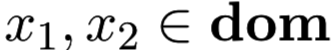 x₁, x₂ ∈ dom